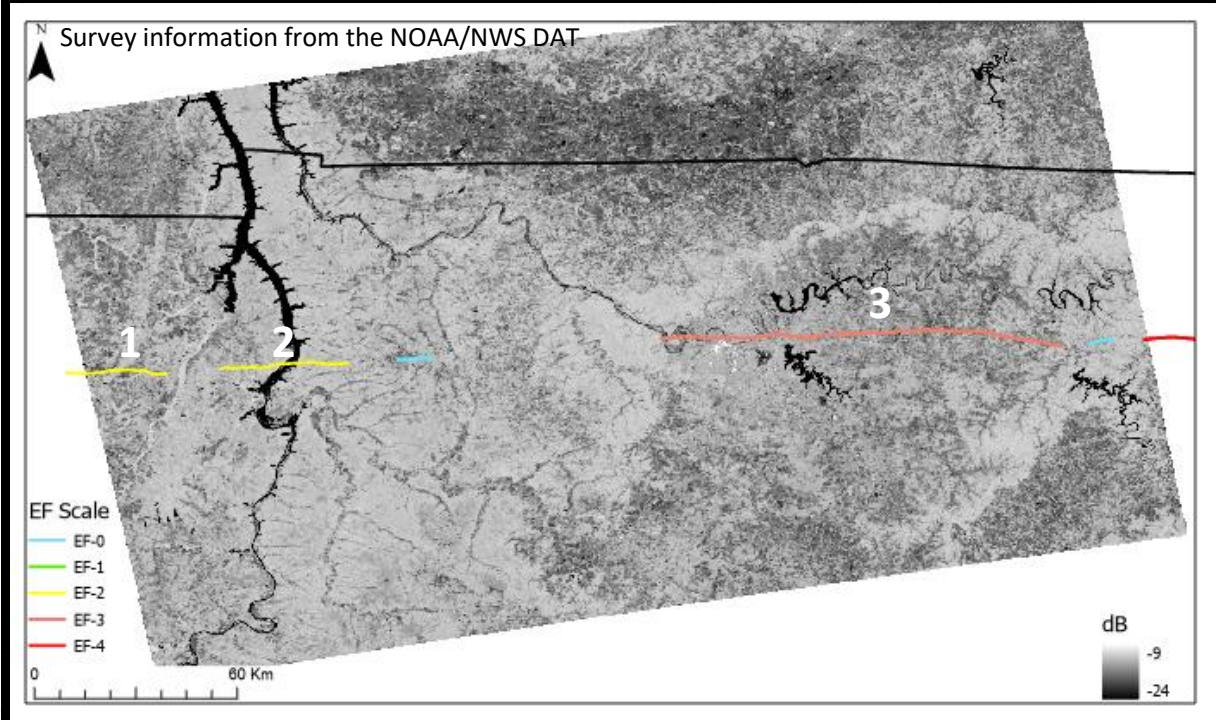 N
Survey information from the NOAA/NWS DAT
1
2
3
EF Scale
EF-0
EF-1
EF-2
EF-3
EF-4
0 60 Km
dB
-9
-24